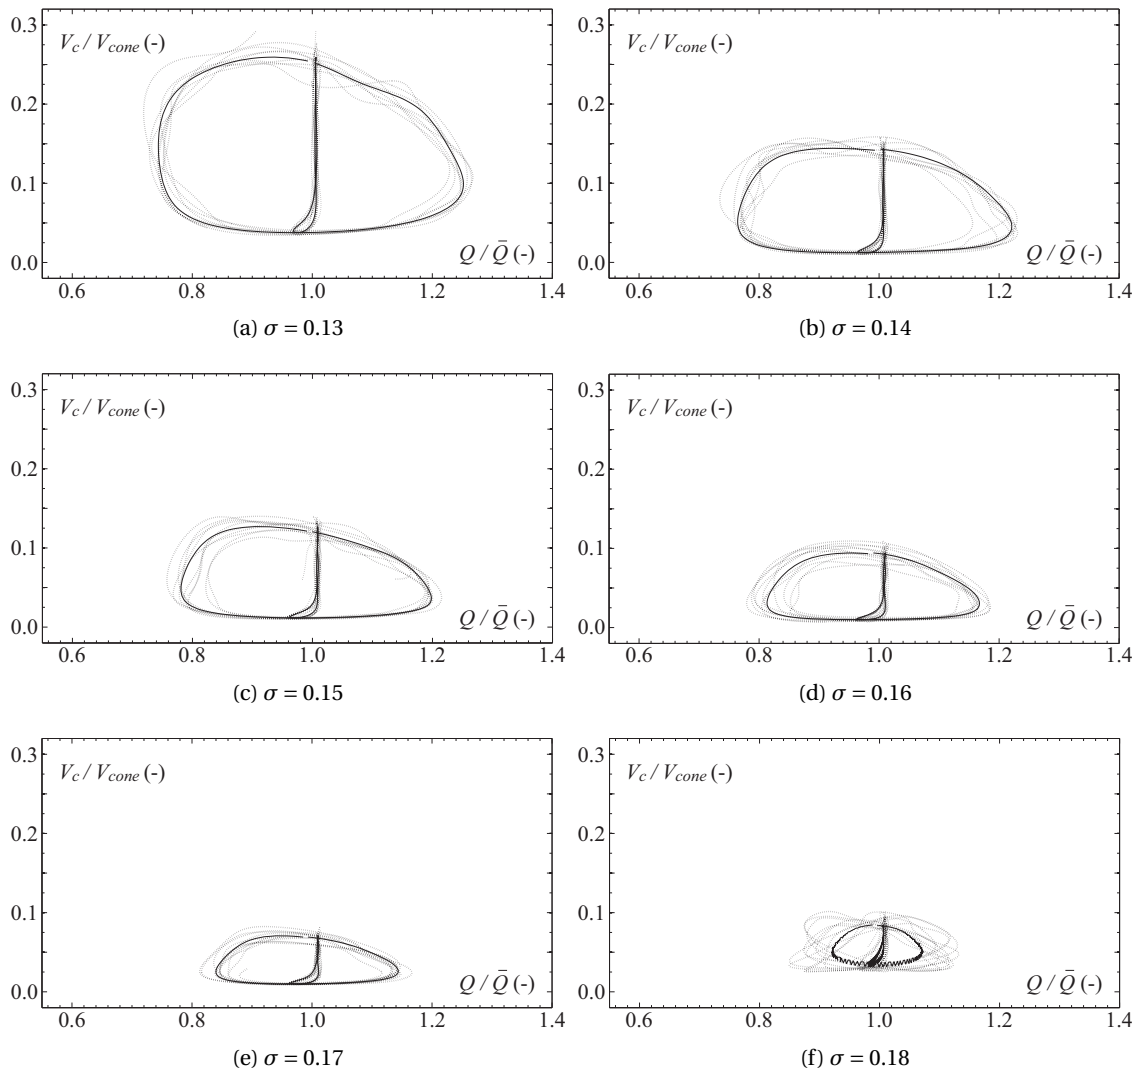 0.3
V_c / V_cone (-)
0.2
0.1
0.0
Q / Q̄ (-)
0.6 0.8 1.0 1.2 1.4
(a) σ = 0.13
0.3
V_c / V_cone (-)
0.2
0.1
0.0
Q / Q̄ (-)
0.6 0.8 1.0 1.2 1.4
(b) σ = 0.14
0.3
V_c / V_cone (-)
0.2
0.1
0.0
Q / Q̄ (-)
0.6 0.8 1.0 1.2 1.4
(c) σ = 0.15
0.3
V_c / V_cone (-)
0.2
0.1
0.0
Q / Q̄ (-)
0.6 0.8 1.0 1.2 1.4
(d) σ = 0.16
0.3
V_c / V_cone (-)
0.2
0.1
0.0
Q / Q̄ (-)
0.6 0.8 1.0 1.2 1.4
(e) σ = 0.17
0.3
V_c / V_cone (-)
0.2
0.1
0.0
Q / Q̄ (-)
0.6 0.8 1.0 1.2 1.4
(f) σ = 0.18